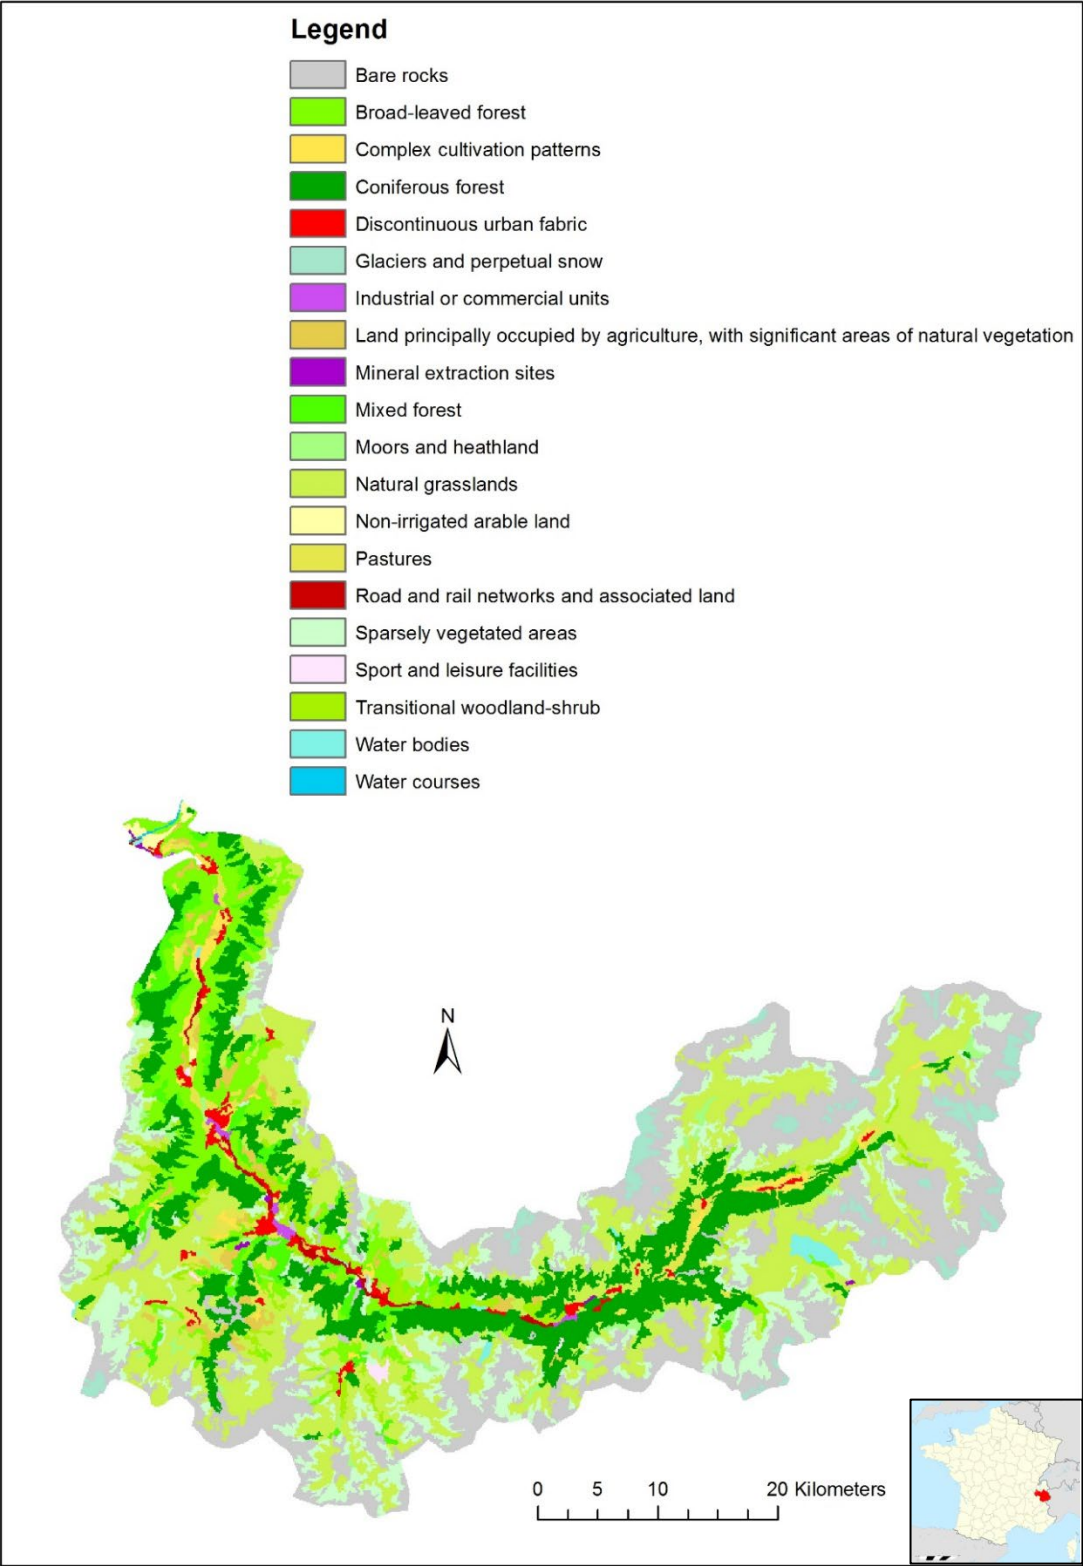 Legend
Bare rocks
Broad-leaved forest
Complex cultivation patterns
Coniferous forest
Discontinuous urban fabric
Glaciers and perpetual snow
Industrial or commercial units
Land principally occupied by agriculture, with significant areas of natural vegetation
Mineral extraction sites
Mixed forest
Moors and heathland
Natural grasslands
Non-irrigated arable land
Pastures
Road and rail networks and associated land
Sparsely vegetated areas
Sport and leisure facilities
Transitional woodland-shrub
Water bodies
Water courses
N
0 5 10 20 Kilometers